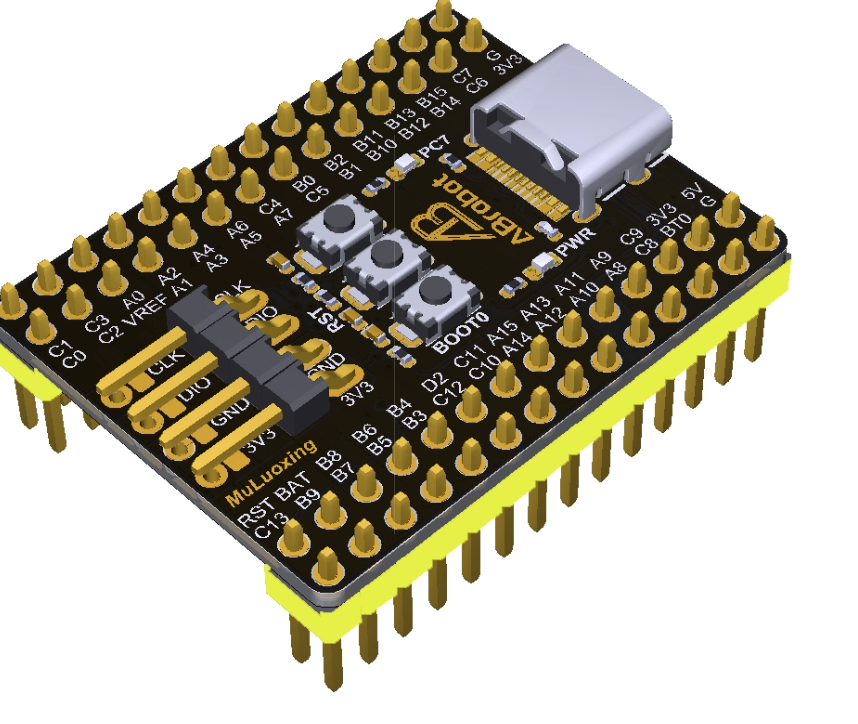 G
3V3
C7
C6
B15
B14
B13
B12
B11
B10
B2
B1
B0
C5
C4
A7
A6
A5
A4
A3
A2
A1
A0
VREF
C3
C2
C1
C0
PC7
ABrobot
PWR
5V
G
3V3
BT0
C9
C8
A9
A8
A11
A10
A13
A12
A15
A14
C11
C10
D2
C12
B4
B3
B6
B5
B8
B7
BAT
B9
RST
C13
RST
BOOT0
CLK
DIO
GND
3V3
CLK
DIO
GND
3V3
MuLuoxing